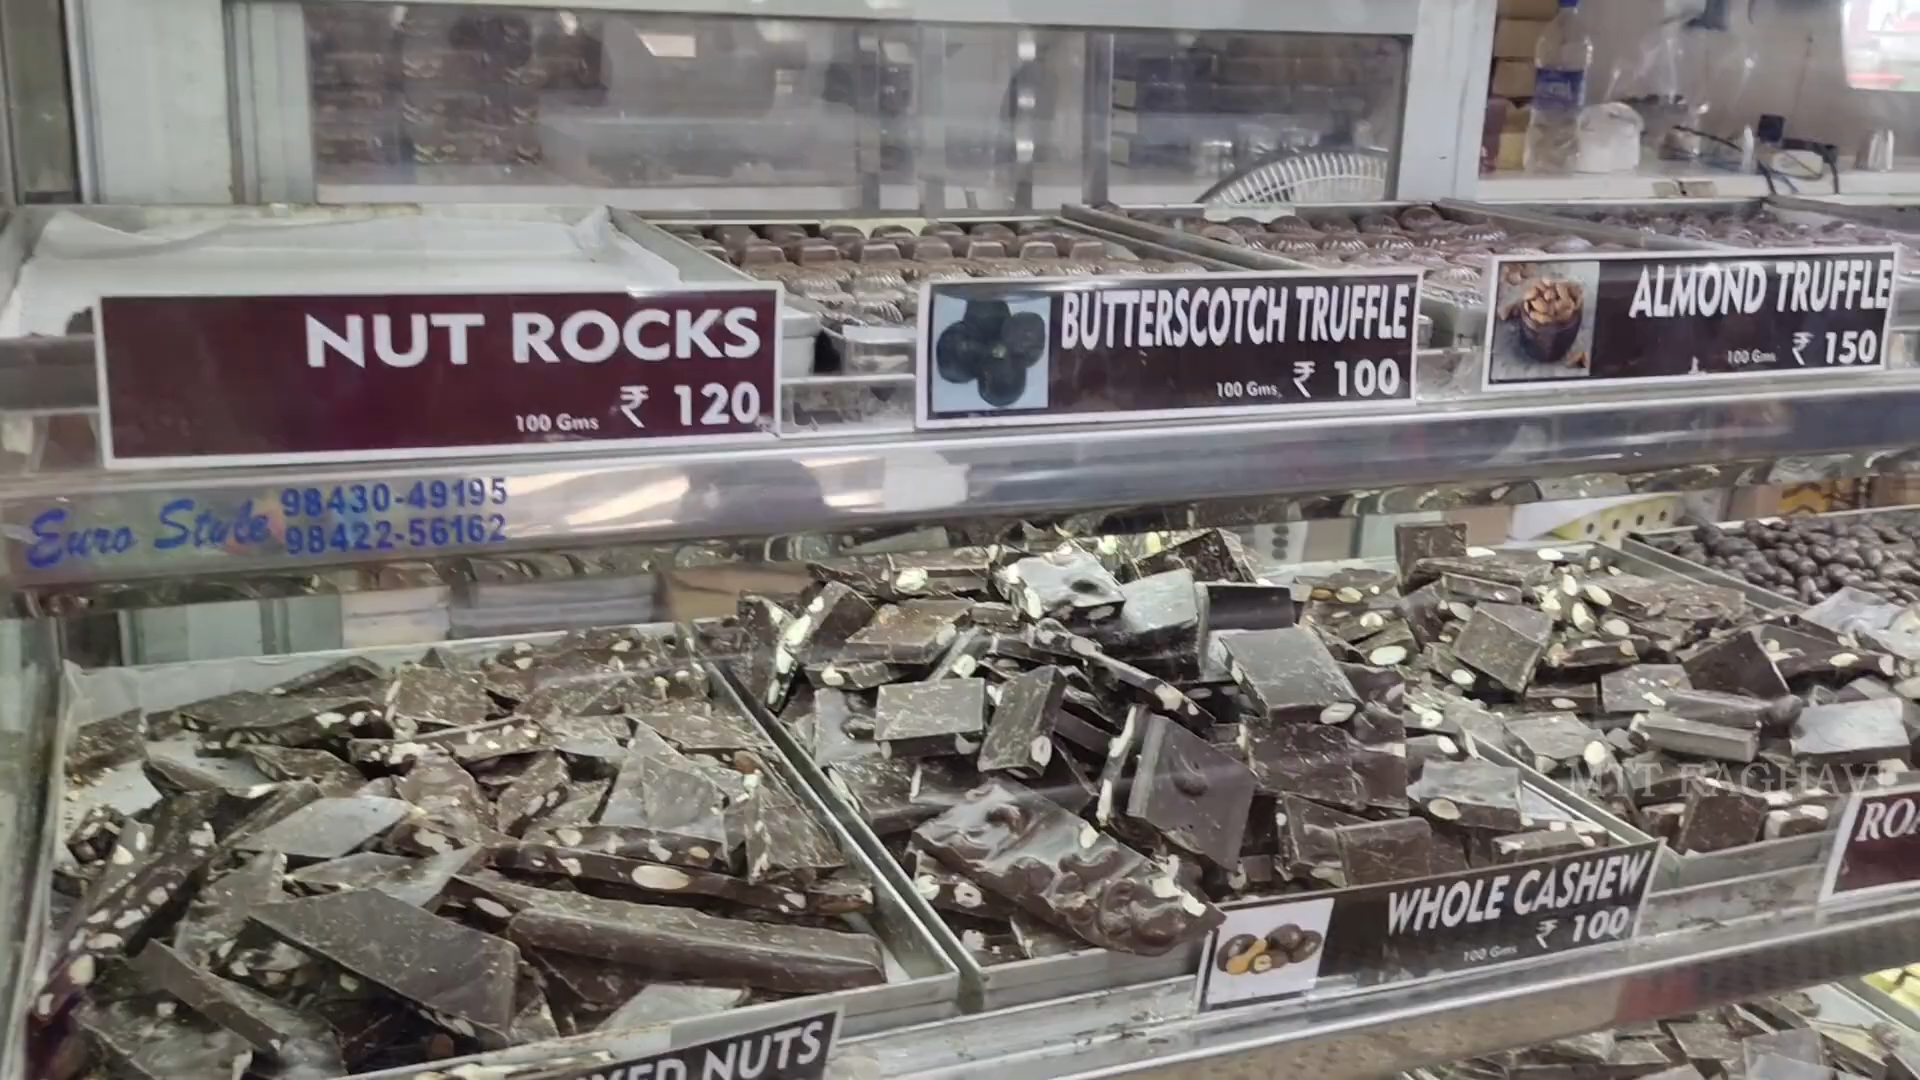 NUT ROCKS
100 Gms ₹ 120
BUTTERSCOTCH TRUFFLE
100 Gms ₹ 100
ALMOND TRUFFLE
100 Gms ₹ 150
Euro Style 98430-49195
98422-56162
WHOLE CASHEW
100 Gms ₹ 100
NUTS